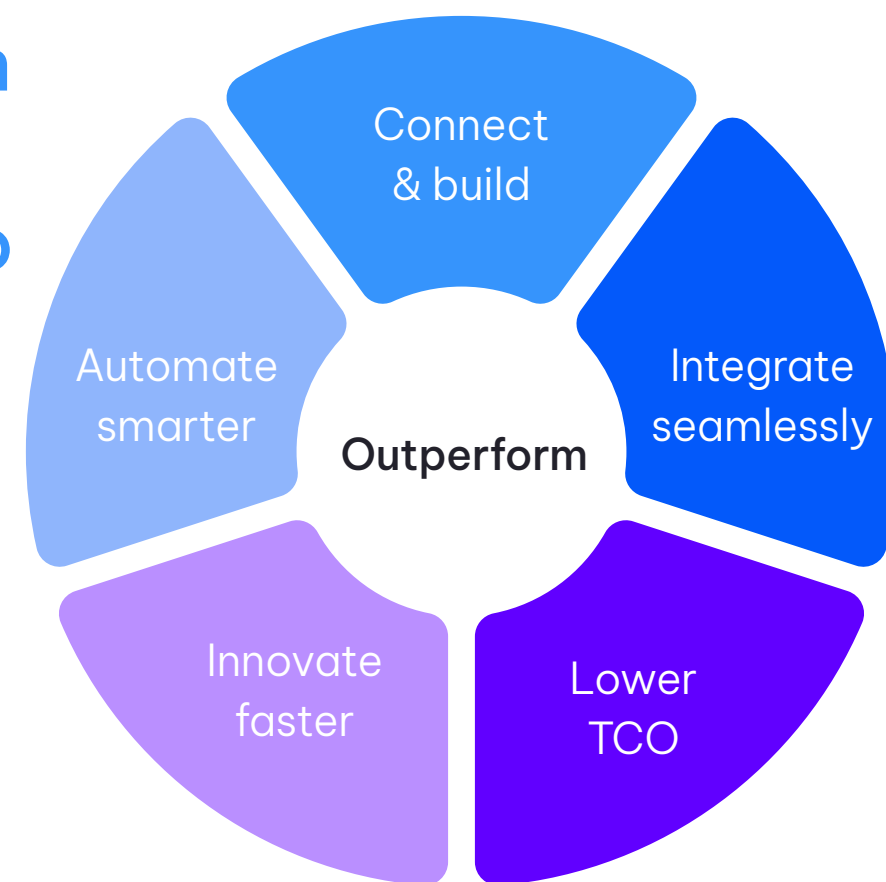 Connect
& build
Integrate
seamlessly
Lower
TCO
Innovate
faster
Automate
smarter
Outperform